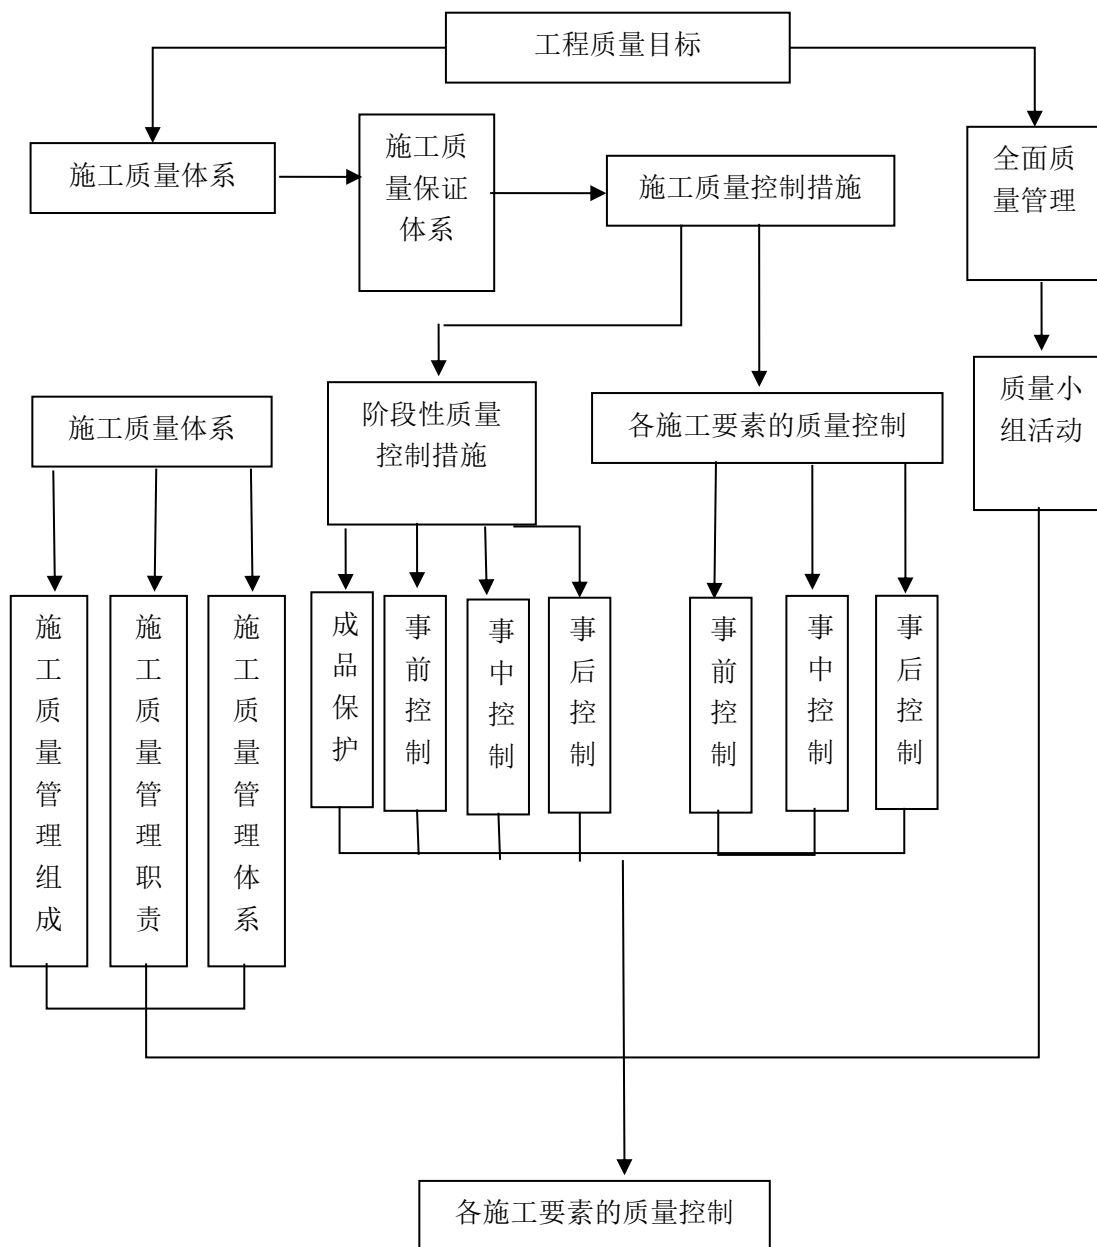 工程质量目标
施工质量体系
施工质
量保证
体系
施工质量控制措施
全面质
量管理
施工质量体系
阶段性质量
控制措施
各施工要素的质量控制
质量小
组活动
施工质量管理组成
施工质量管理职责
施工质量管理体系
成品保护
事前控制
事中控制
事后控制
事前控制
事中控制
事后控制
各施工要素的质量控制